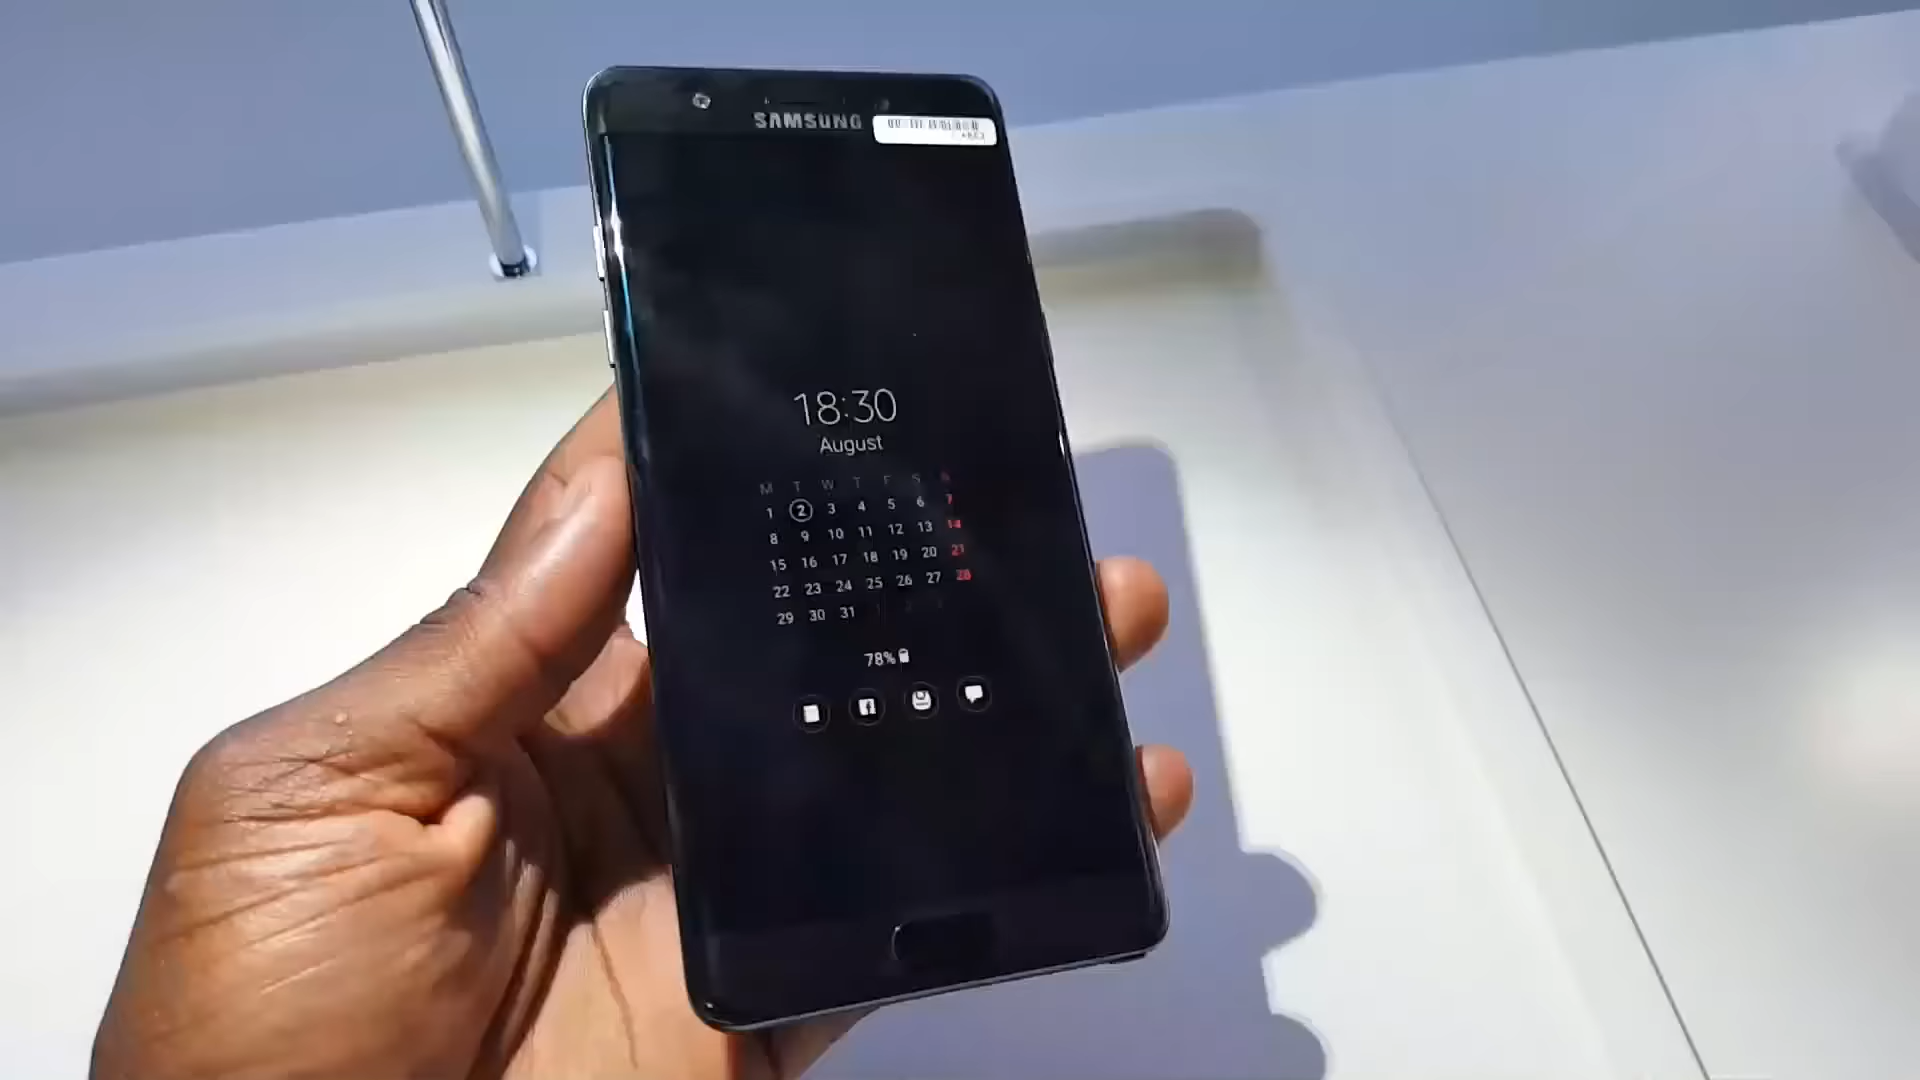 SAMSUNG
18:30
August
M T W T F S S
1 2 3 4 5 6 7
8 9 10 11 12 13 14
15 16 17 18 19 20 21
22 23 24 25 26 27 28
29 30 31
78%